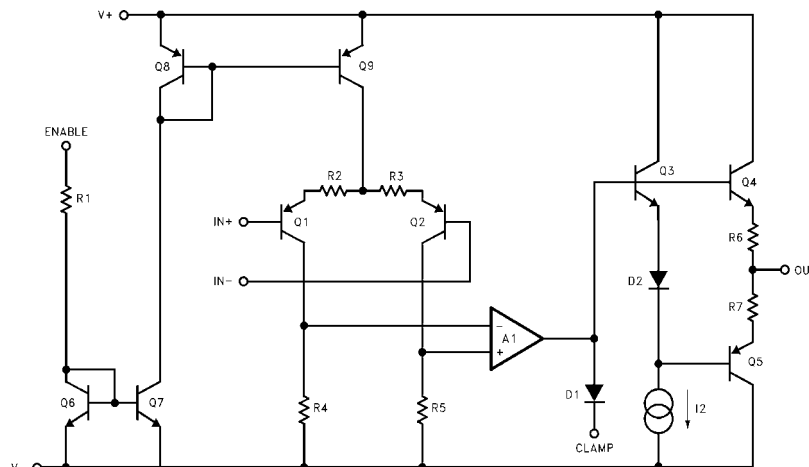 V+
Q8
Q9
ENABLE
R1
R2
R3
Q3
Q4
IN+
Q1
Q2
R6
IN-
D2
OU
R7
-
A1
+
Q5
Q6
Q7
R4
R5
D1
I2
CLAMP
V